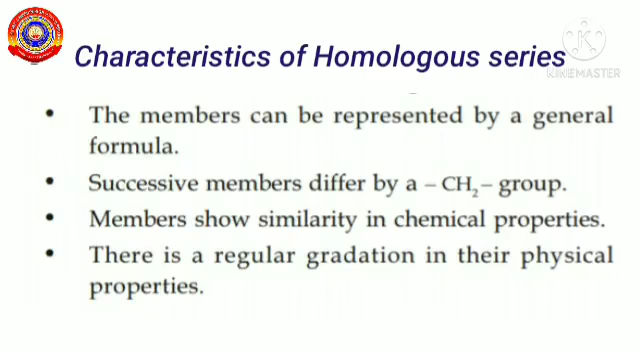 Characteristics of Homologous series
KINEMASTER
• The members can be represented by a general
formula.
• Successive members differ by a – CH₂ – group.
• Members show similarity in chemical properties.
• There is a regular gradation in their physical
properties.